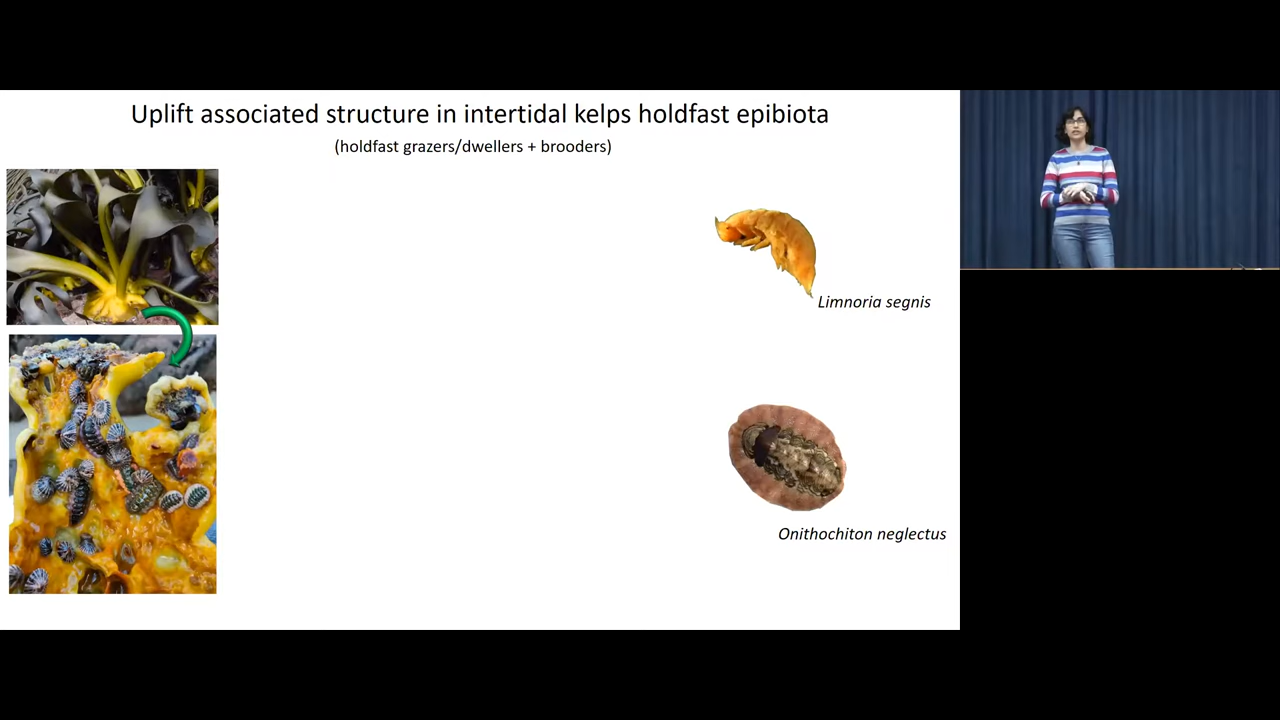 Uplift associated structure in intertidal kelps holdfast epibiota
(holdfast grazers/dwellers + brooders)
Limnoria segnis
Onithochiton neglectus